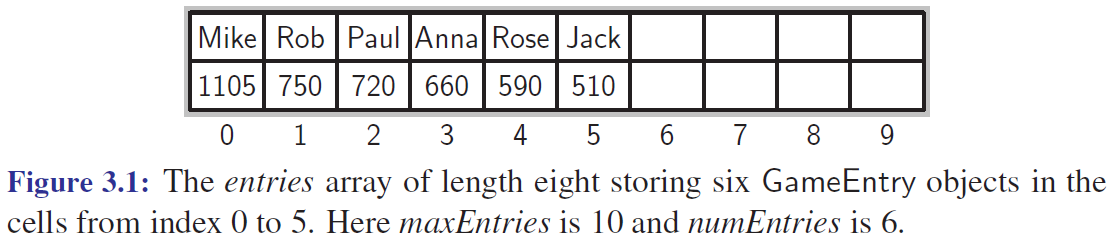 Mike Rob Paul Anna Rose Jack
1105 750 720 660 590 510
0 1 2 3 4 5 6 7 8 9
Figure 3.1: The entries array of length eight storing six GameEntry objects in the
cells from index 0 to 5. Here maxEntries is 10 and numEntries is 6.